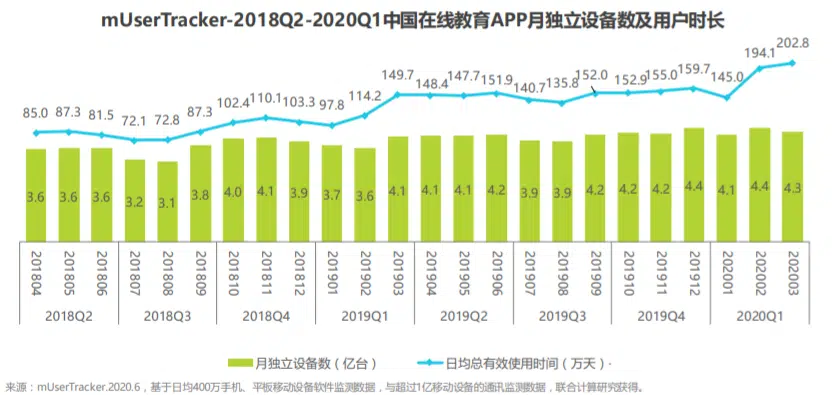 mUserTracker-2018Q2-2020Q1中国在线教育APP月独立设备数及用户时长
85.0 87.3 81.5 72.1 72.8 87.3 102.4 110.1 103.3 97.8 114.2 149.7 148.4 147.7 151.9 140.7 135.8 152.0 152.9 155.0 159.7 145.0 194.1 202.8
3.6 3.6 3.6 3.2 3.1 3.8 4.0 4.1 3.9 3.7 3.6 4.1 4.1 4.1 4.2 3.9 3.9 4.2 4.2 4.2 4.4 4.1 4.4 4.3
201804 201805 201806 201807 201808 201809 201810 201811 201812 201901 201902 201903 201904 201905 201906 201907 201908 201909 201910 201911 201912 202001 202002 202003
2018Q2 2018Q3 2018Q4 2019Q1 2019Q2 2019Q3 2019Q4 2020Q1
月独立设备数（亿台） 日均总有效使用时间（万天）
来源：mUserTracker.2020.6，基于日均400万手机、平板移动设备软件监测数据，与超过1亿移动设备的通讯监测数据，联合计算研究获得。